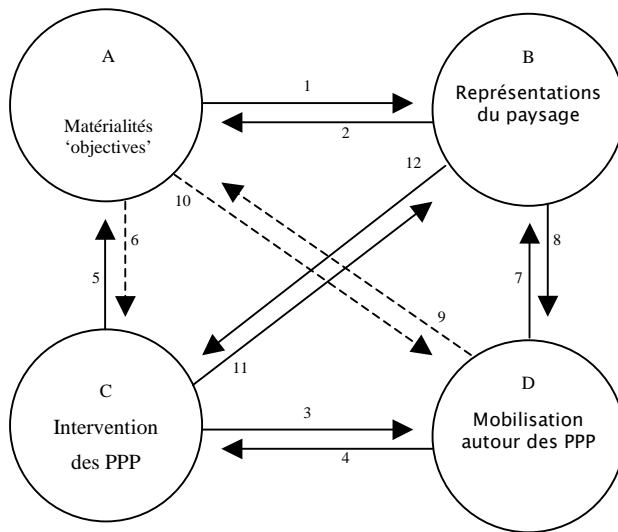 A
Matérialités
‘objectives’
B
Représentations
du paysage
1
2
12
10
6
5
9
7
8
11
C
Intervention
des PPP
3
4
D
Mobilisation
autour des PPP